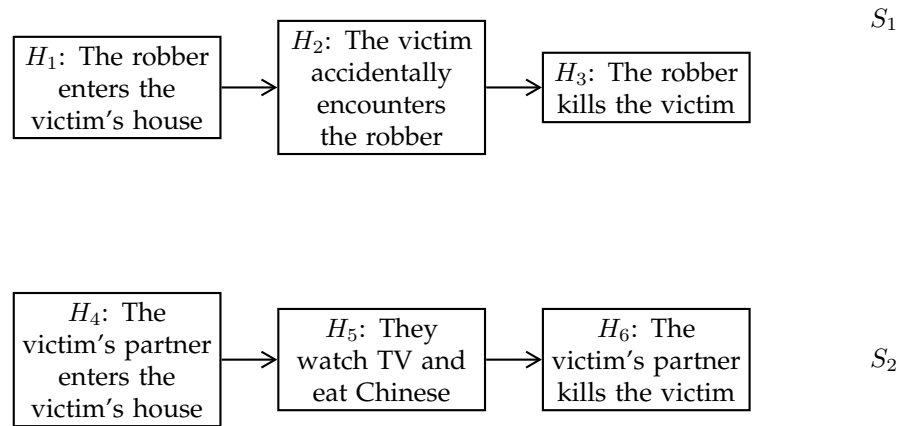 S₁
H₁: The robber
enters the
victim's house
H₂: The victim
accidentally
encounters
the robber
H₃: The robber
kills the victim
H₄: The
victim's partner
enters the
victim's house
H₅: They
watch TV and
eat Chinese
H₆: The
victim's partner
kills the victim
S₂